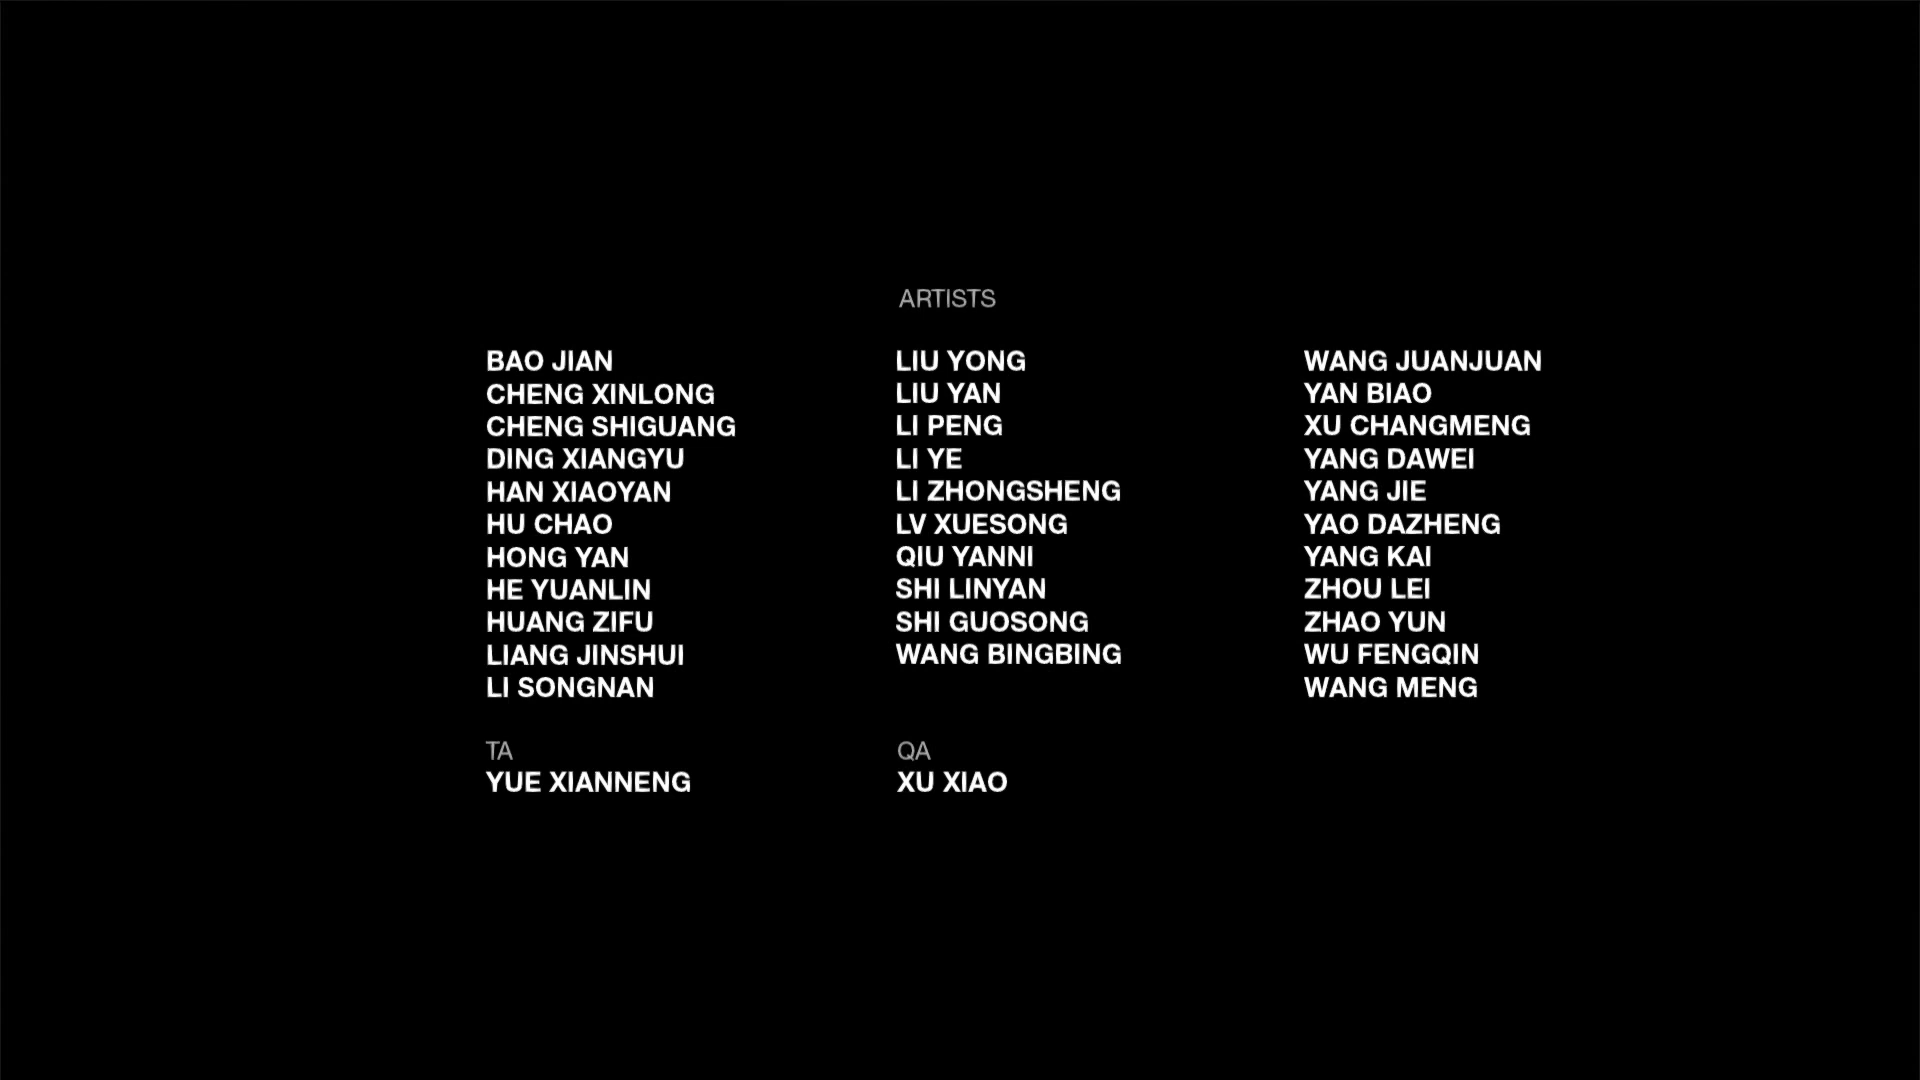 ARTISTS
BAO JIAN
CHENG XINLONG
CHENG SHIGUANG
DING XIANGYU
HAN XIAOYAN
HU CHAO
HONG YAN
HE YUANLIN
HUANG ZIFU
LIANG JINSHUI
LI SONGNAN
LIU YONG
LIU YAN
LI PENG
LI YE
LI ZHONGSHENG
LV XUESONG
QIU YANNI
SHI LINYAN
SHI GUOSONG
WANG BINGBING
WANG JUANJUAN
YAN BIAO
XU CHANGMENG
YANG DAWEI
YANG JIE
YAO DAZHENG
YANG KAI
ZHOU LEI
ZHAO YUN
WU FENGQIN
WANG MENG
TA
YUE XIANNENG
QA
XU XIAO